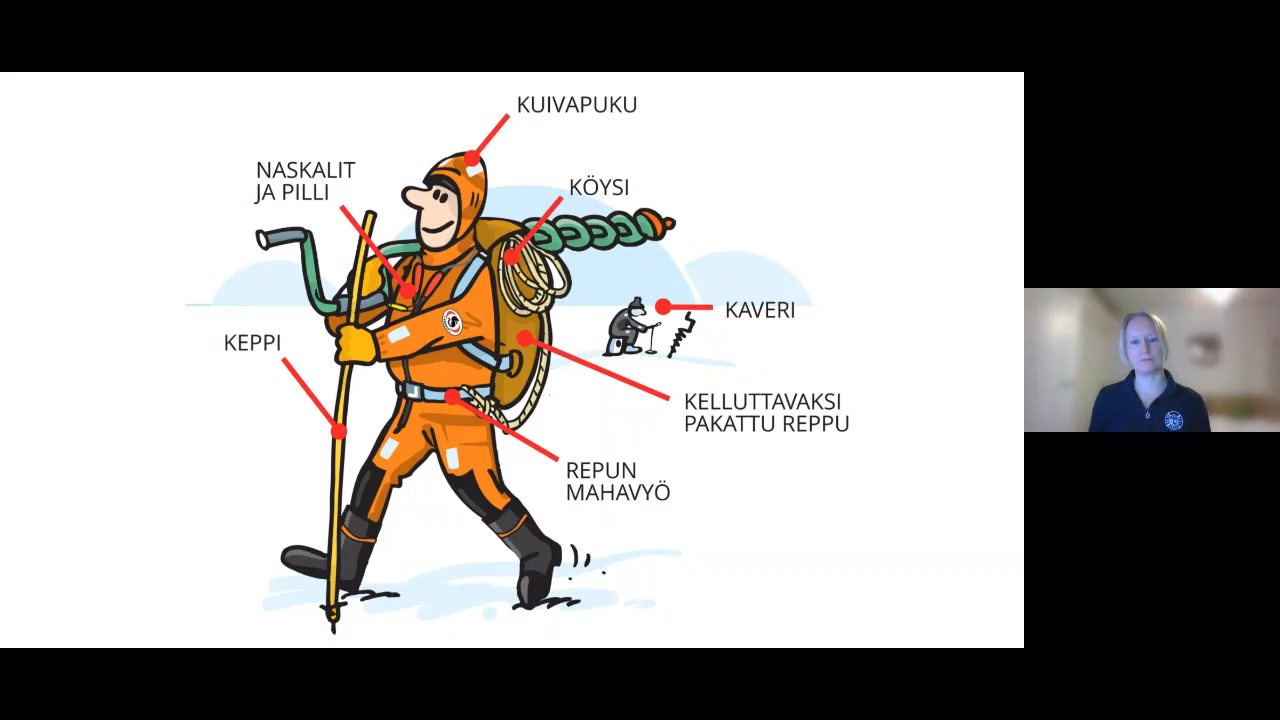 KUIVAPUKU
NASKALIT
JA PILLI
KÖYSI
KAVERI
KEPPI
KELLUTTAVAKSI
PAKATTU REPPU
REPUN
MAHAVYÖ